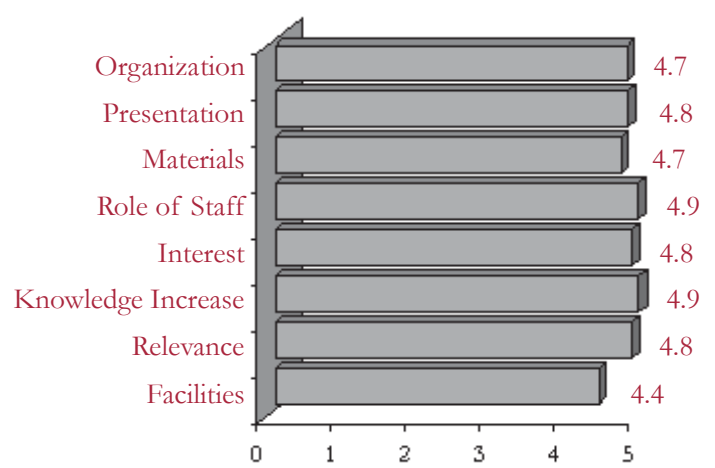 Organization 4.7
Presentation 4.8
Materials 4.7
Role of Staff 4.9
Interest 4.8
Knowledge Increase 4.9
Relevance 4.8
Facilities 4.4
0 1 2 3 4 5